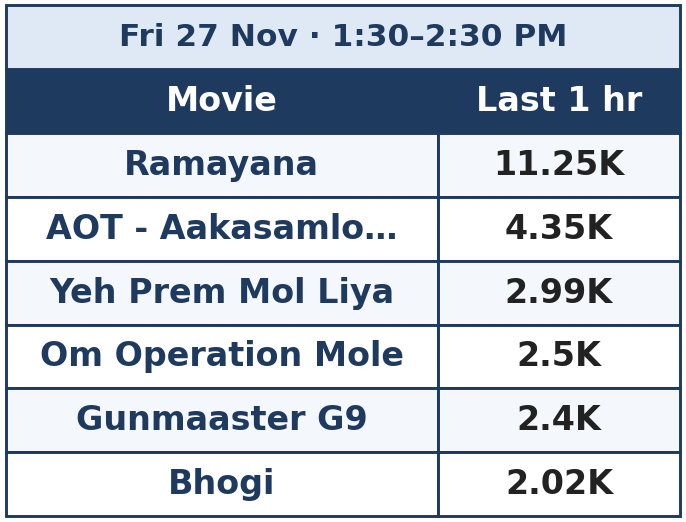 Fri 27 Nov · 1:30–2:30 PM
Movie Last 1 hr
Ramayana 11.25K
AOT - Aakasamlo… 4.35K
Yeh Prem Mol Liya 2.99K
Om Operation Mole 2.5K
Gunmaaster G9 2.4K
Bhogi 2.02K